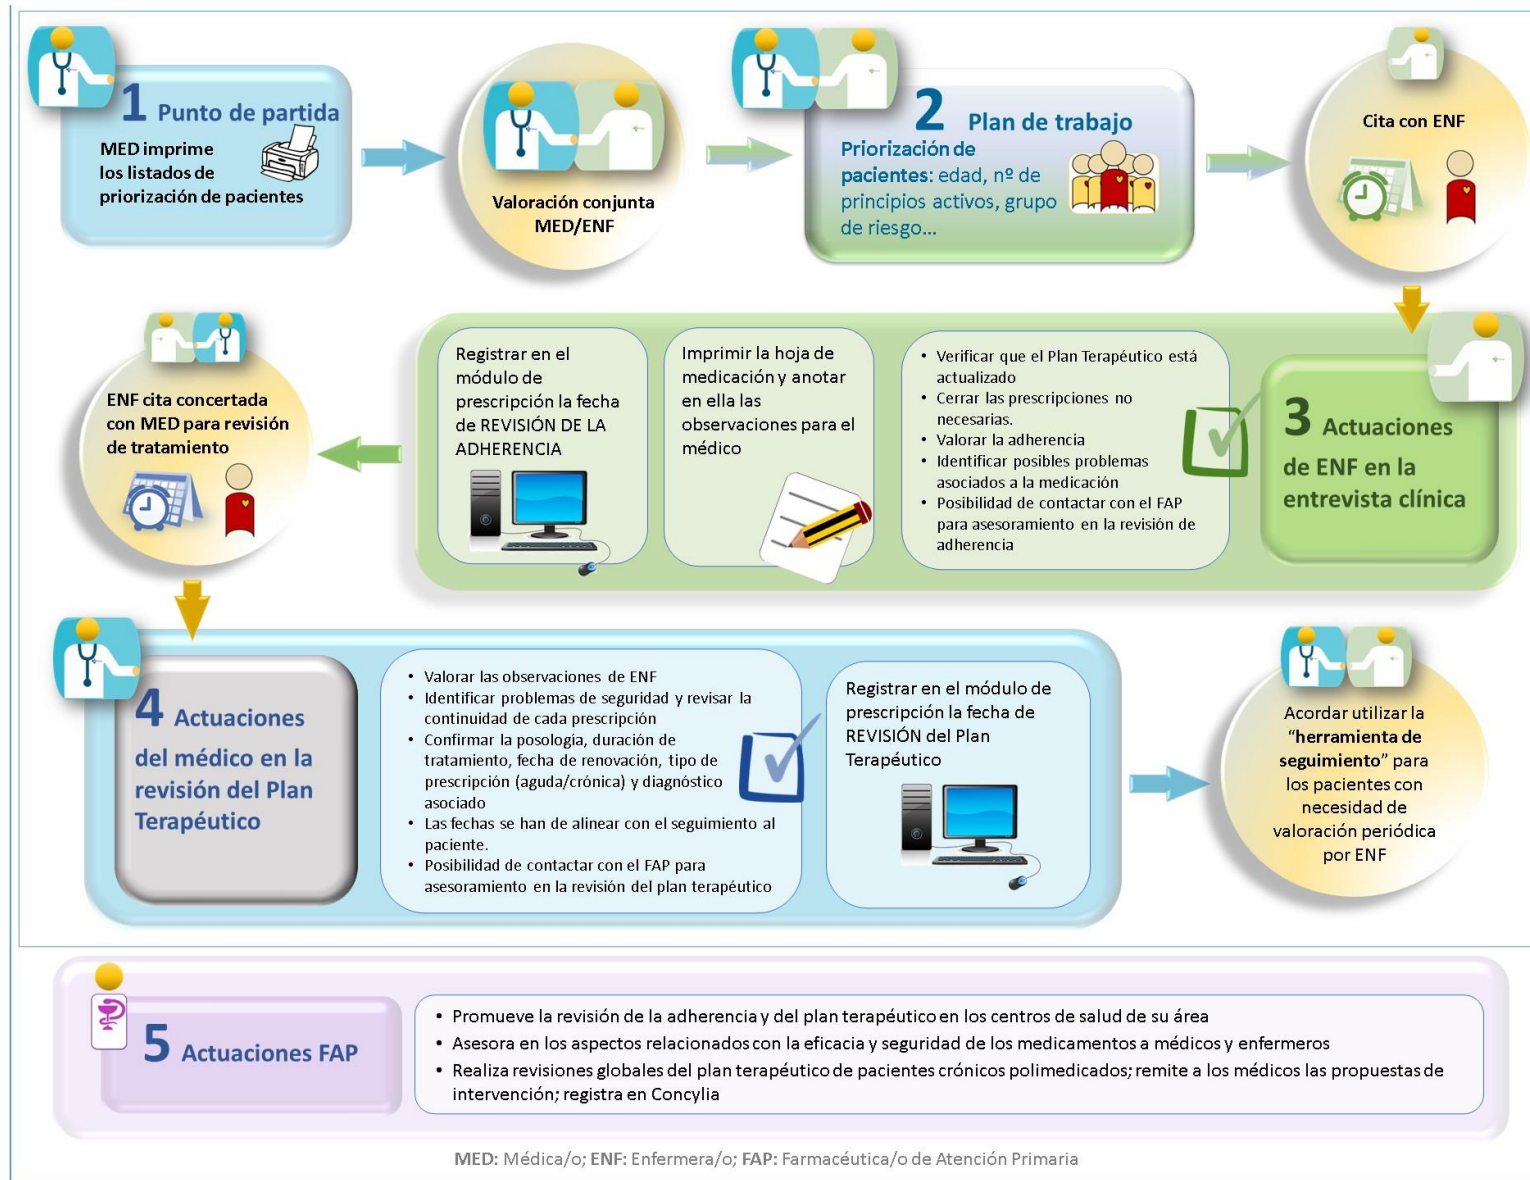 1 Punto de partida
MED imprime
los listados de
priorización de pacientes
Valoración conjunta
MED/ENF
2 Plan de trabajo
Priorización de
pacientes: edad, nº de
principios activos, grupo
de riesgo...
Cita con ENF
3 Actuaciones
de ENF en la
entrevista clínica
• Verificar que el Plan Terapéutico está
actualizado
• Cerrar las prescripciones no
necesarias.
• Valorar la adherencia
• Identificar posibles problemas
asociados a la medicación
• Posibilidad de contactar con el FAP
para asesoramiento en la revisión de
adherencia
Imprimir la hoja de
medicación y anotar
en ella las
observaciones para el
médico
Registrar en el
módulo de
prescripción la fecha
de REVISIÓN DE LA
ADHERENCIA
ENF cita concertada
con MED para revisión
de tratamiento
4 Actuaciones
del médico en la
revisión del Plan
Terapéutico
• Valorar las observaciones de ENF
• Identificar problemas de seguridad y revisar la
continuidad de cada prescripción
• Confirmar la posología, duración de
tratamiento, fecha de renovación, tipo de
prescripción (aguda/crónica) y diagnóstico
asociado
• Las fechas se han de alinear con el seguimiento al
paciente.
• Posibilidad de contactar con el FAP para
asesoramiento en la revisión del plan terapéutico
Registrar en el módulo de
prescripción la fecha de
REVISIÓN del Plan
Terapéutico
Acordar utilizar la
“herramienta de
seguimiento” para
los pacientes con
necesidad de
valoración periódica
por ENF
5 Actuaciones FAP
• Promueve la revisión de la adherencia y del plan terapéutico en los centros de salud de su área
• Asesora en los aspectos relacionados con la eficacia y seguridad de los medicamentos a médicos y enfermeros
• Realiza revisiones globales del plan terapéutico de pacientes crónicos polimedicados; remite a los médicos las propuestas de
intervención; registra en Concylia
MED: Médica/o; ENF: Enfermera/o; FAP: Farmacéutica/o de Atención Primaria